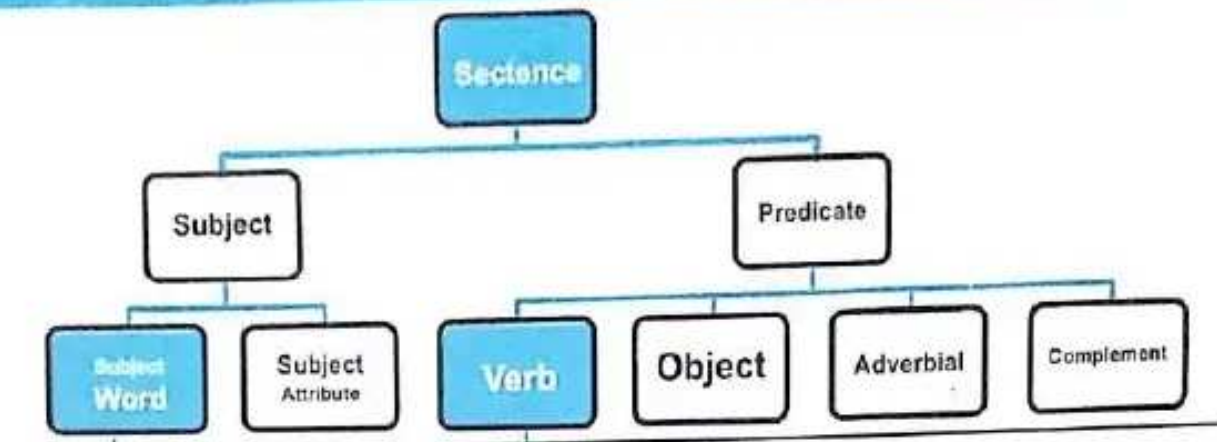 Sectence
Subject
Predicate
Subject
Word
Subject
Attribute
Verb
Object
Adverbial
Complement